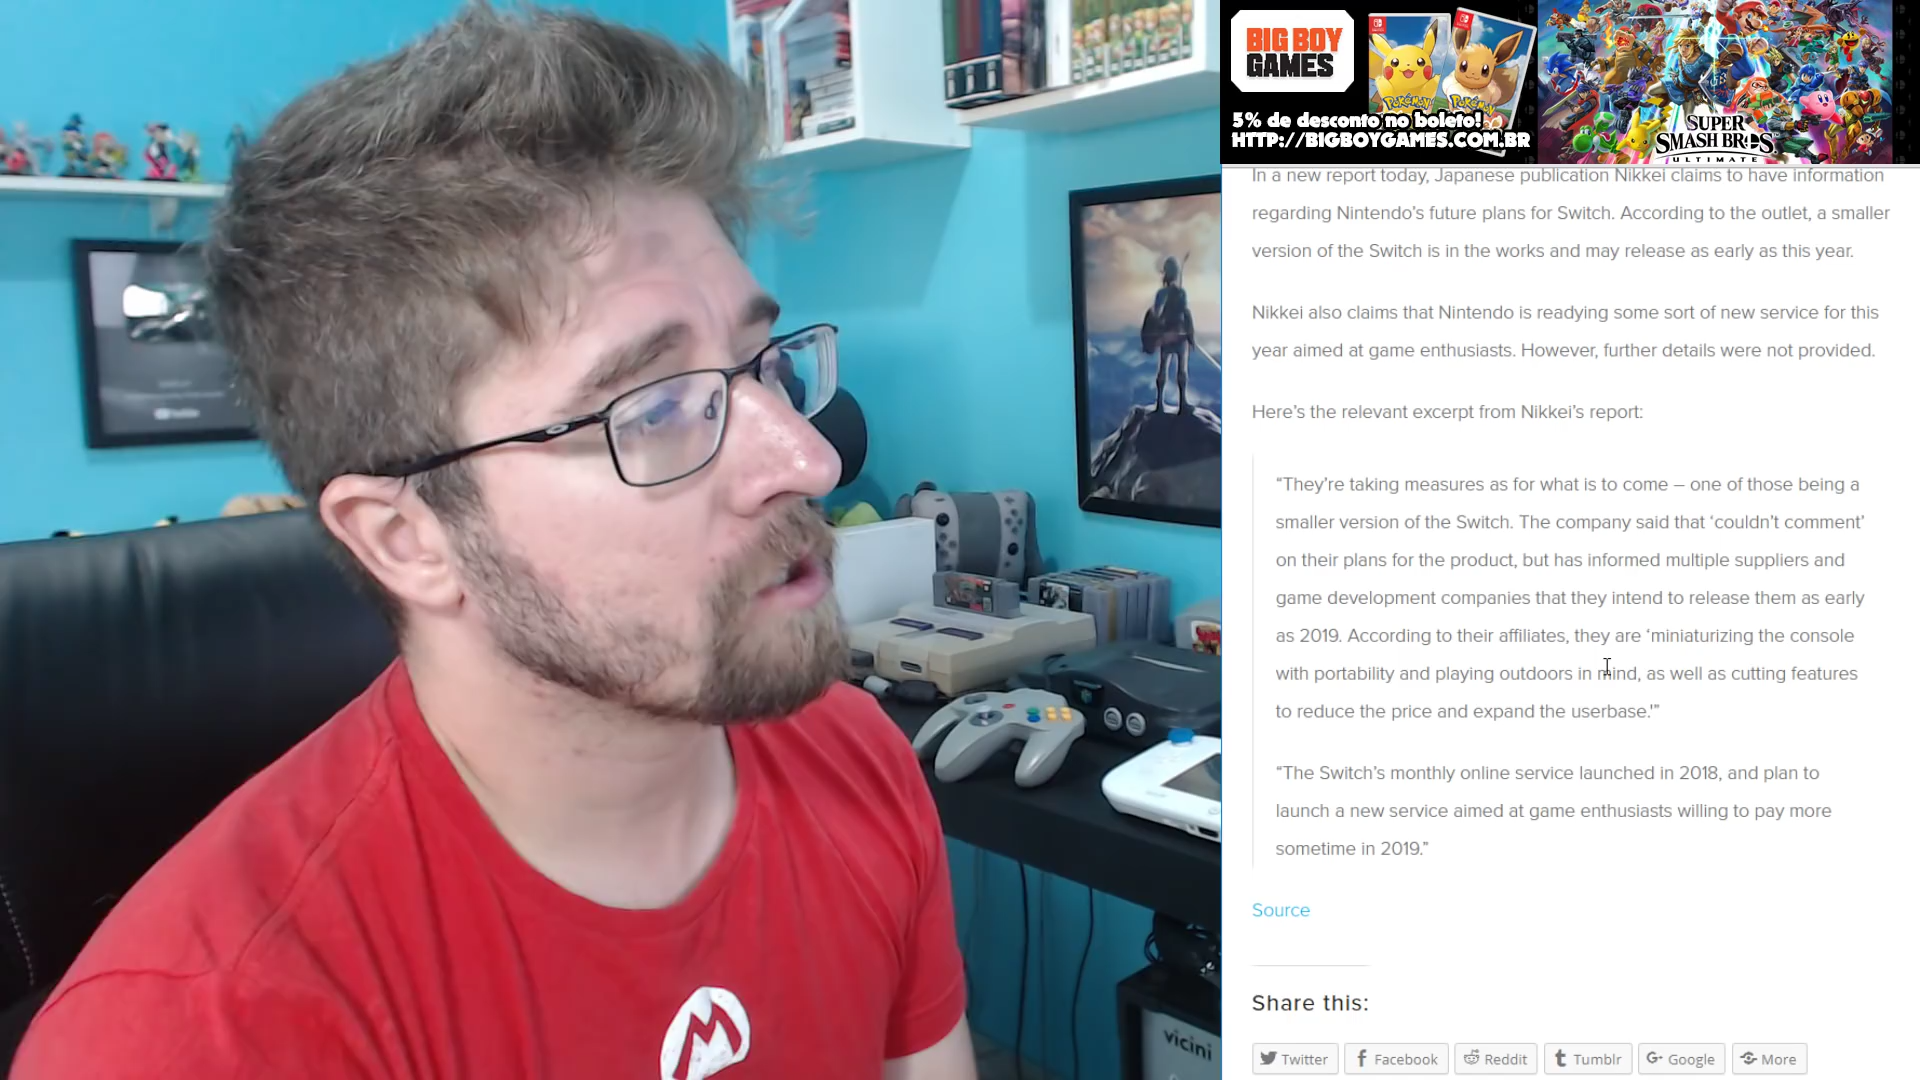 BIG BOY
GAMES
POKéMON POKéMON
5% de desconto no boleto!
HTTP://BIGBOYGAMES.COM.BR
SUPER
SMASH BROS.
ULTIMATE
In a new report today, Japanese publication Nikkei claims to have information
regarding Nintendo’s future plans for Switch. According to the outlet, a smaller
version of the Switch is in the works and may release as early as this year.
Nikkei also claims that Nintendo is readying some sort of new service for this
year aimed at game enthusiasts. However, further details were not provided.
Here’s the relevant excerpt from Nikkei’s report:
“They’re taking measures as for what is to come – one of those being a
smaller version of the Switch. The company said that ‘couldn’t comment’
on their plans for the product, but has informed multiple suppliers and
game development companies that they intend to release them as early
as 2019. According to their affiliates, they are ‘miniaturizing the console
with portability and playing outdoors in mind, as well as cutting features
to reduce the price and expand the userbase.'”
“The Switch’s monthly online service launched in 2018, and plan to
launch a new service aimed at game enthusiasts willing to pay more
sometime in 2019.”
Source
Share this:
Twitter Facebook Reddit Tumblr Google More
M
vicini